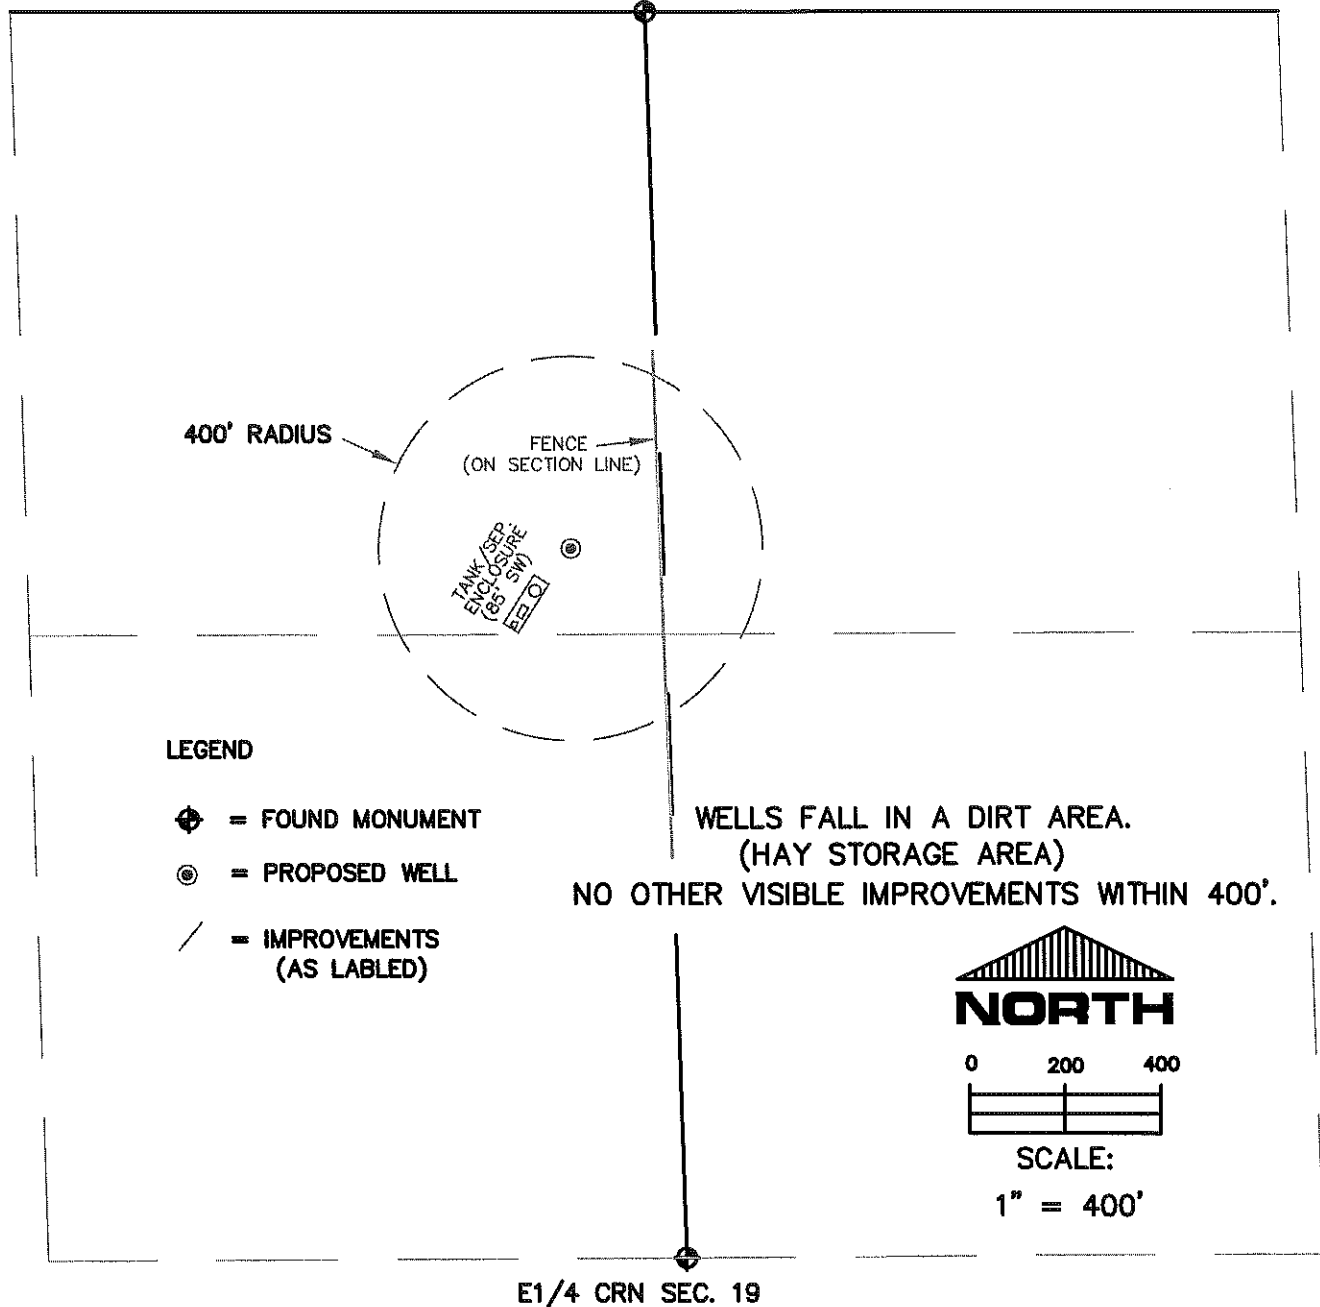 400' RADIUS
FENCE
(ON SECTION LINE)
TANK/SEP.
ENCLOSURE
(85' SW)
LEGEND
= FOUND MONUMENT
= PROPOSED WELL
= IMPROVEMENTS
(AS LABLED)
WELLS FALL IN A DIRT AREA.
(HAY STORAGE AREA)
NO OTHER VISIBLE IMPROVEMENTS WITHIN 400'.
NORTH
0 200 400
SCALE:
1" = 400'
E1/4 CRN SEC. 19